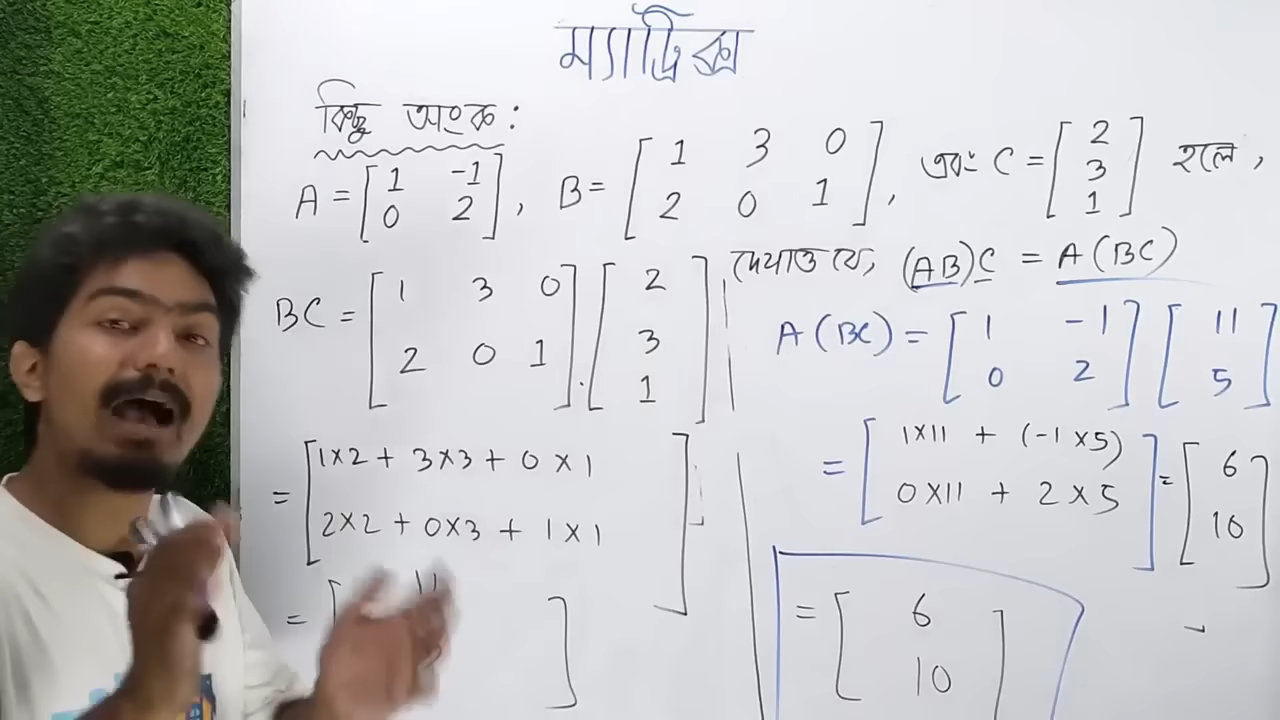 ম্যাট্রিক্স
কিছু অংক:
A = [1 -1
0 2], B = [1 3 0
2 0 1], এবং C = [2
3
1] হলে,
দেখাও যে, (AB)C = A(BC)
BC = [1 3 0
2 0 1] . [2
3
1]
= [1×2 + 3×3 + 0×1
2×2 + 0×3 + 1×1]
= [11
]
A(BC) = [1 -1
0 2] [11
5]
= [1×11 + (-1×5)
0×11 + 2×5] = [6
10]
= [6
10]